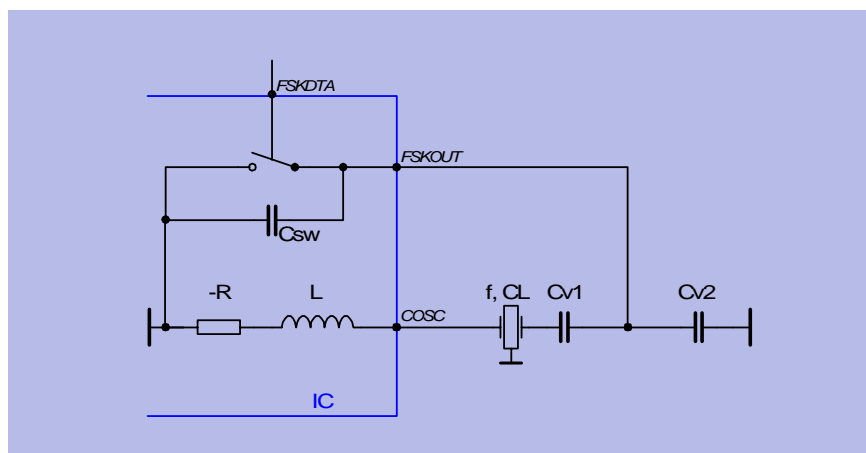 FSKDTA
FSKOUT
Csw
-R L f, CL Cv1 Cv2
COSC
IC